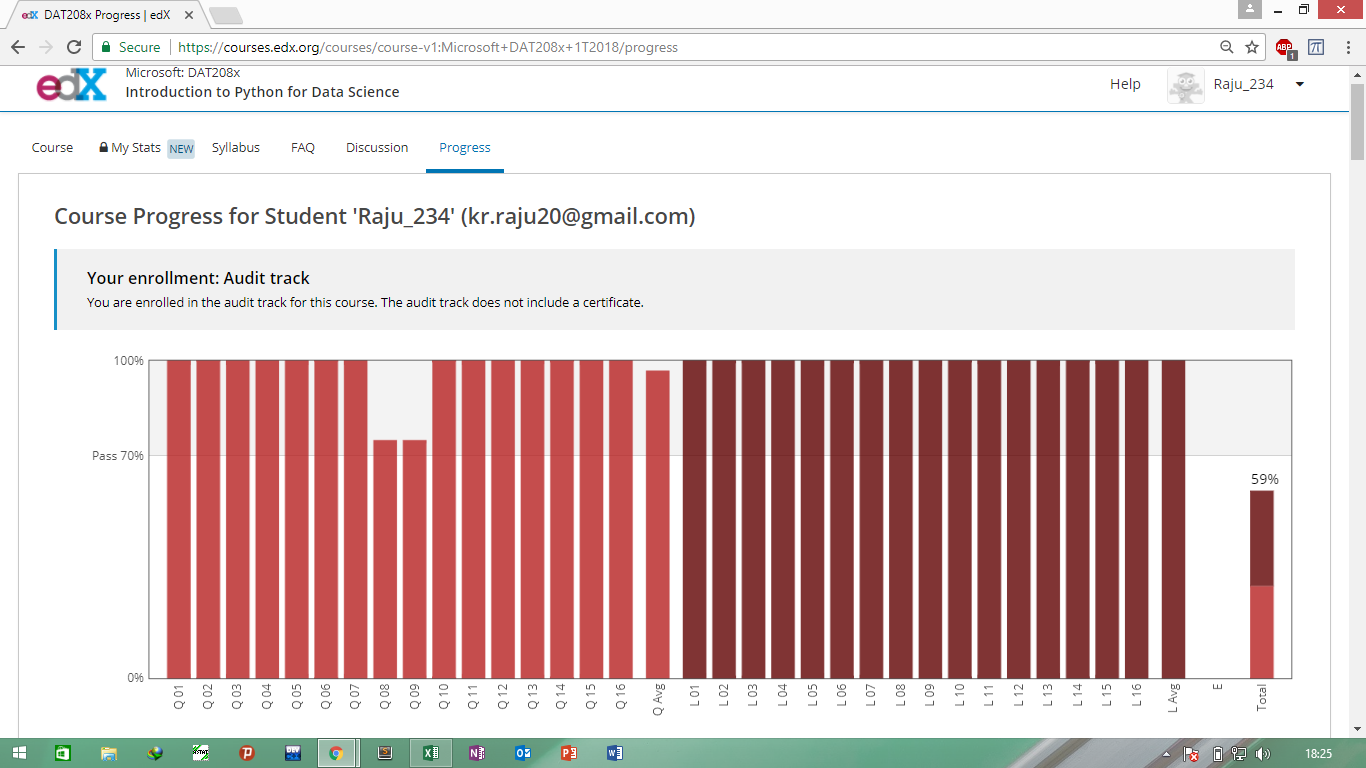 edX DAT208x Progress | edX
Secure https://courses.edx.org/courses/course-v1:Microsoft+DAT208x+1T2018/progress
ABP
1
edX
Microsoft: DAT208x
Introduction to Python for Data Science
Help
Raju_234
Course
My Stats NEW
Syllabus
FAQ
Discussion
Progress
Course Progress for Student 'Raju_234' (kr.raju20@gmail.com)
Your enrollment: Audit track
You are enrolled in the audit track for this course. The audit track does not include a certificate.
100%
Pass 70%
0%
59%
Q 01
Q 02
Q 03
Q 04
Q 05
Q 06
Q 07
Q 08
Q 09
Q 10
Q 11
Q 12
Q 13
Q 14
Q 15
Q 16
Q Avg
L 01
L 02
L 03
L 04
L 05
L 06
L 07
L 08
L 09
L 10
L 11
L 12
L 13
L 14
L 15
L 16
L Avg
E
Total
18:25